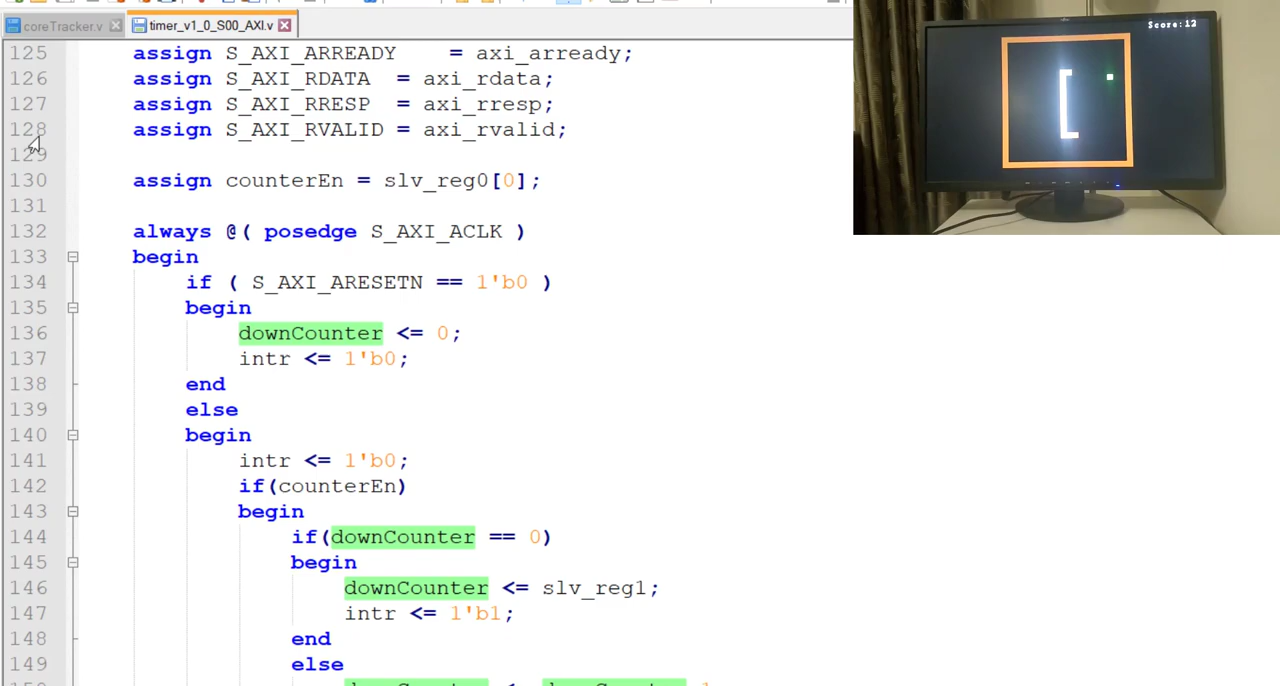 coreTracker.v timer_v1_0_S00_AXI.v
Score:12
125 assign S_AXI_ARREADY = axi_arready;
126 assign S_AXI_RDATA = axi_rdata;
127 assign S_AXI_RRESP = axi_rresp;
128 assign S_AXI_RVALID = axi_rvalid;
129
130 assign counterEn = slv_reg0[0];
131
132 always @( posedge S_AXI_ACLK )
133 begin
134 if ( S_AXI_ARESETN == 1'b0 )
135 begin
136 downCounter <= 0;
137 intr <= 1'b0;
138 end
139 else
140 begin
141 intr <= 1'b0;
142 if(counterEn)
143 begin
144 if(downCounter == 0)
145 begin
146 downCounter <= slv_reg1;
147 intr <= 1'b1;
148 end
149 else